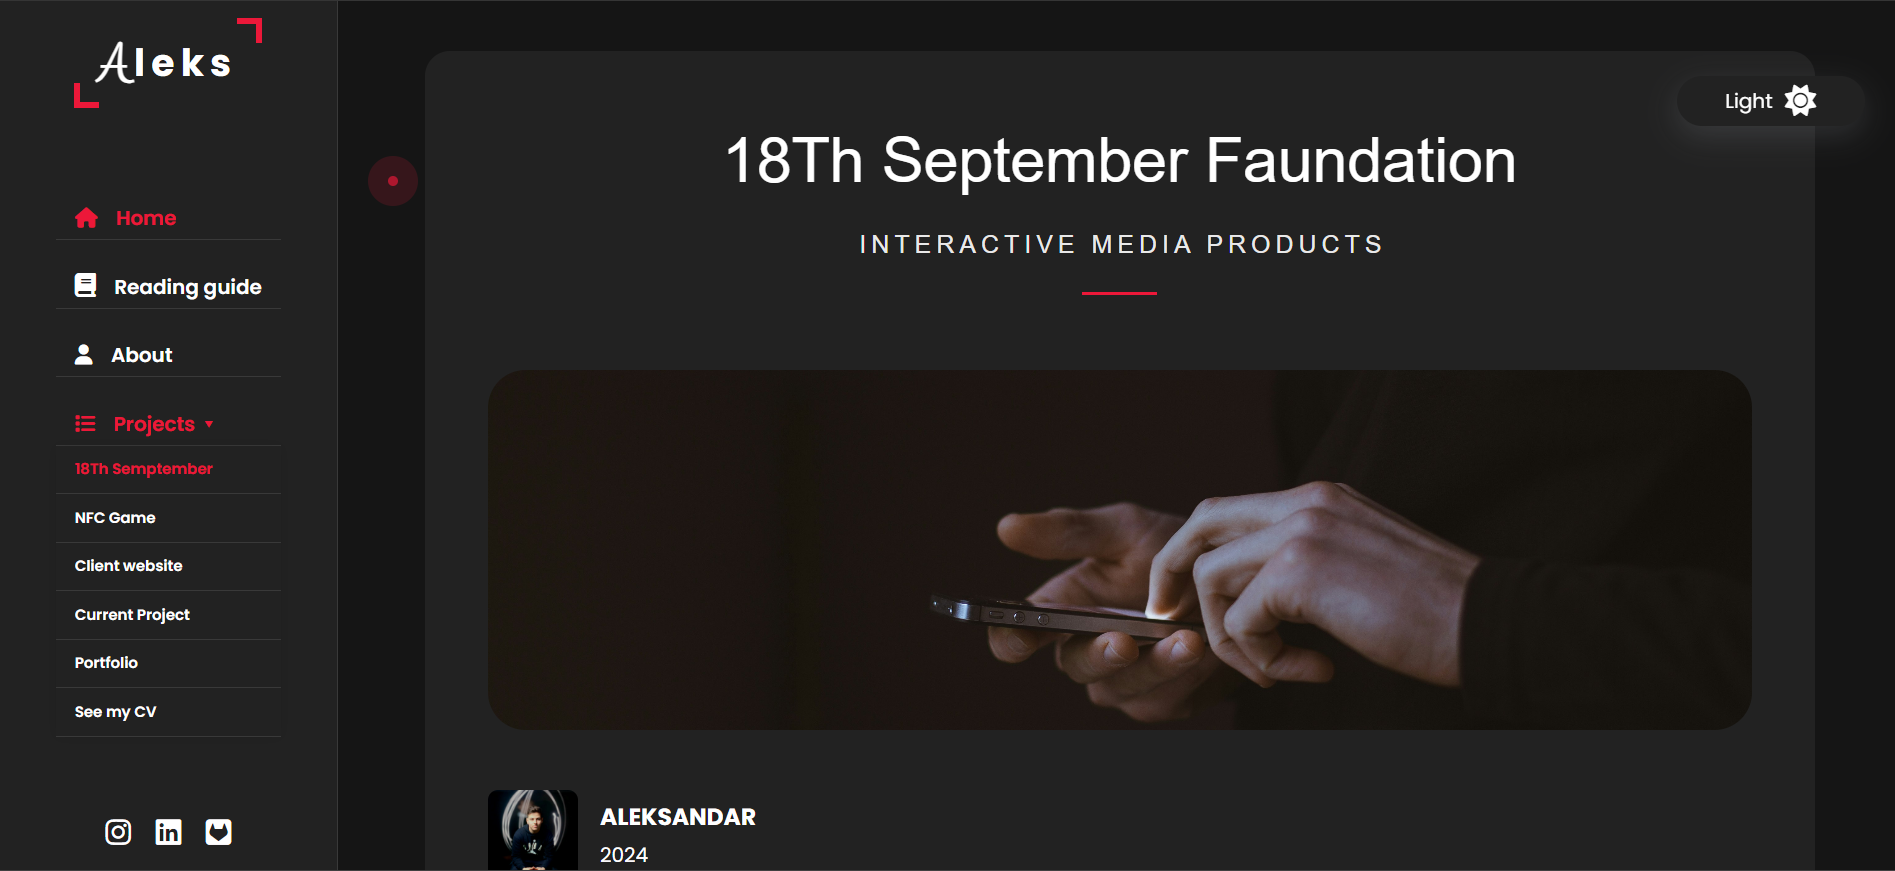 Aleks
Home
Reading guide
About
Projects
18Th Semptember
NFC Game
Client website
Current Project
Portfolio
See my CV
Light
18Th September Faundation
INTERACTIVE MEDIA PRODUCTS
ALEKSANDAR
2024